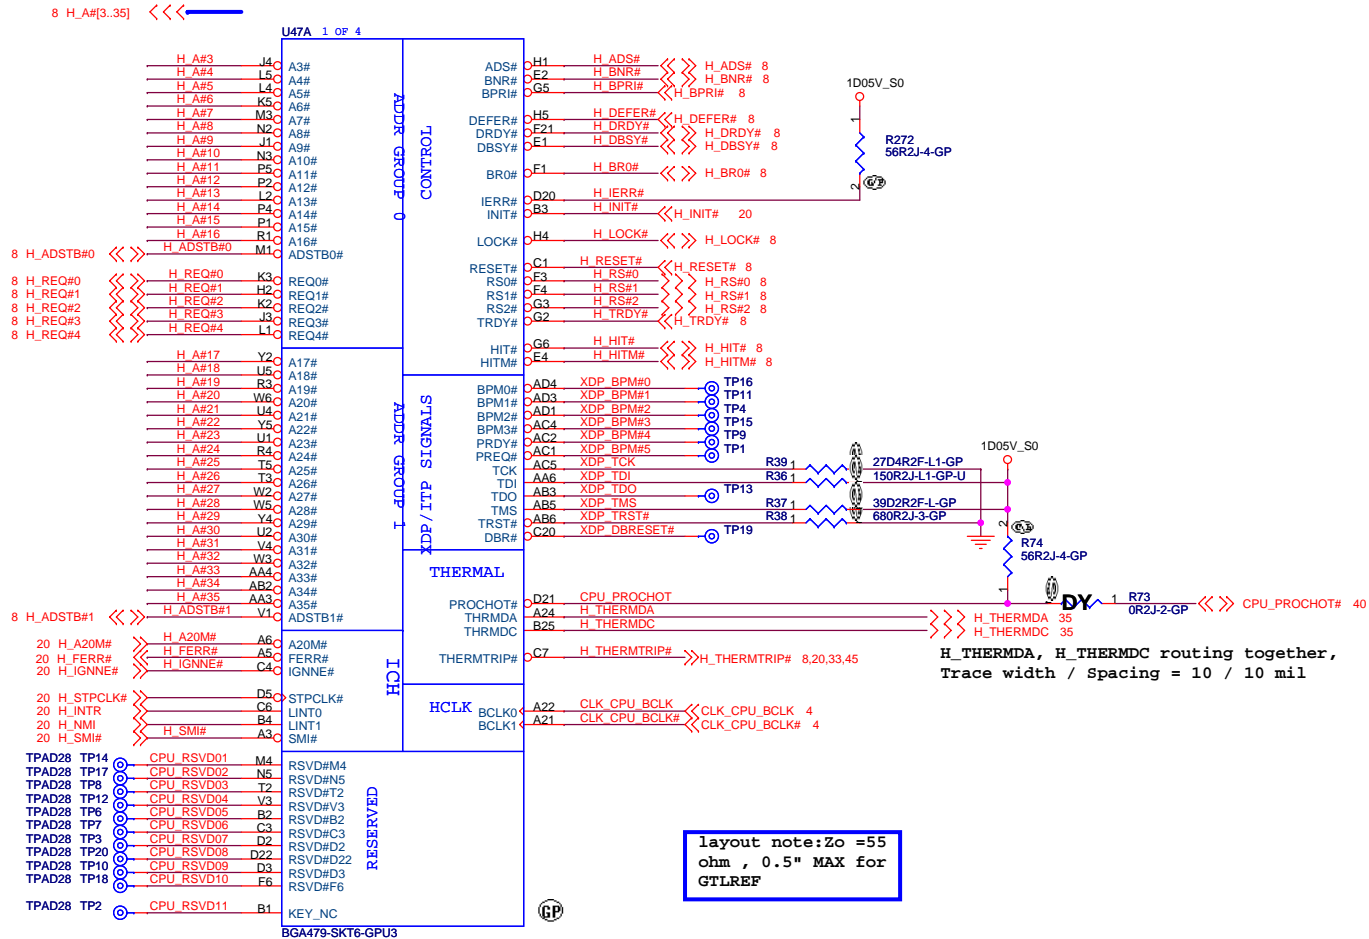 8 H_A#[3..35]
U47A 1 OF 4
H_A#3 J4 A3#
H_A#4 L5 A4#
H_A#5 L4 A5#
H_A#6 K5 A6#
H_A#7 M3 A7#
H_A#8 N2 A8#
H_A#9 J1 A9#
H_A#10 N3 A10#
H_A#11 P5 A11#
H_A#12 P2 A12#
H_A#13 L2 A13#
H_A#14 P4 A14#
H_A#15 P1 A15#
H_A#16 R1 A16#
8 H_ADSTB#0 H_ADSTB#0 M1 ADSTB0#
8 H_REQ#0 H_REQ#0 K3 REQ0#
8 H_REQ#1 H_REQ#1 H2 REQ1#
8 H_REQ#2 H_REQ#2 K2 REQ2#
8 H_REQ#3 H_REQ#3 J3 REQ3#
8 H_REQ#4 H_REQ#4 L1 REQ4#
ADDR GROUP 0
H_A#17 Y2 A17#
H_A#18 U5 A18#
H_A#19 R3 A19#
H_A#20 W6 A20#
H_A#21 U4 A21#
H_A#22 Y5 A22#
H_A#23 U1 A23#
H_A#24 R4 A24#
H_A#25 T5 A25#
H_A#26 T3 A26#
H_A#27 W2 A27#
H_A#28 W5 A28#
H_A#29 Y4 A29#
H_A#30 U2 A30#
H_A#31 V4 A31#
H_A#32 W3 A32#
H_A#33 AA4 A33#
H_A#34 AB2 A34#
H_A#35 AA3 A35#
8 H_ADSTB#1 H_ADSTB#1 V1 ADSTB1#
ADDR GROUP 1
20 H_A20M# H_A20M# A6 A20M#
20 H_FERR# H_FERR# A5 FERR#
20 H_IGNNE# H_IGNNE# C4 IGNNE#
20 H_STPCLK# D5 STPCLK#
20 H_INTR C6 LINT0
20 H_NMI B4 LINT1
20 H_SMI# H_SMI# A3 SMI#
ICH
TPAD28 TP14 CPU_RSVD01 M4 RSVD#M4
TPAD28 TP17 CPU_RSVD02 N5 RSVD#N5
TPAD28 TP8 CPU_RSVD03 T2 RSVD#T2
TPAD28 TP12 CPU_RSVD04 V3 RSVD#V3
TPAD28 TP6 CPU_RSVD05 B2 RSVD#B2
TPAD28 TP7 CPU_RSVD06 C3 RSVD#C3
TPAD28 TP3 CPU_RSVD07 D2 RSVD#D2
TPAD28 TP20 CPU_RSVD08 D22 RSVD#D22
TPAD28 TP10 CPU_RSVD09 D3 RSVD#D3
TPAD28 TP18 CPU_RSVD10 F6 RSVD#F6
TPAD28 TP2 CPU_RSVD11 B1 KEY_NC
RESERVED
BGA479-SKT6-GPU3
CONTROL
ADS# H1 H_ADS# H_ADS# 8
BNR# E2 H_BNR# H_BNR# 8
BPRI# G5 H_BPRI# H_BPRI# 8
DEFER# H5 H_DEFER# H_DEFER# 8
DRDY# F21 H_DRDY# H_DRDY# 8
DBSY# E1 H_DBSY# H_DBSY# 8
BR0# F1 H_BR0# H_BR0# 8
IERR# D20 H_IERR#
INIT# B3 H_INIT# H_INIT# 20
LOCK# H4 H_LOCK# H_LOCK# 8
RESET# C1 H_RESET# H_RESET# 8
RS0# F3 H_RS#0 H_RS#0 8
RS1# F4 H_RS#1 H_RS#1 8
RS2# G3 H_RS#2 H_RS#2 8
TRDY# G2 H_TRDY# H_TRDY# 8
HIT# G6 H_HIT# H_HIT# 8
HITM# E4 H_HITM# H_HITM# 8
1D05V_S0
1
R272
56R2J-4-GP
2
XDP/ITP SIGNALS
BPM0# AD4 XDP_BPM#0 TP16
BPM1# AD3 XDP_BPM#1 TP11
BPM2# AD1 XDP_BPM#2 TP4
BPM3# AC4 XDP_BPM#3 TP15
PRDY# AC2 XDP_BPM#4 TP9
PREQ# AC1 XDP_BPM#5 TP1
TCK AC5 XDP_TCK R39 1 27D4R2F-L1-GP
TDI AA6 XDP_TDI R36 1 150R2J-L1-GP-U
TDO AB3 XDP_TDO TP13
TMS AB5 XDP_TMS R37 1 39D2R2F-L-GP
TRST# AB6 XDP_TRST# R38 1 680R2J-3-GP
DBR# C20 XDP_DBRESET# TP19
1D05V_S0
2
R74
56R2J-4-GP
1
THERMAL
PROCHOT# D21 CPU_PROCHOT DY 1 R73 0R2J-2-GP CPU_PROCHOT# 40
THRMDA A24 H_THERMDA H_THERMDA 35
THRMDC B25 H_THERMDC H_THERMDC 35
THERMTRIP# C7 H_THERMTRIP# H_THERMTRIP# 8,20,33,45
H_THERMDA, H_THERMDC routing together,
Trace width / Spacing = 10 / 10 mil
HCLK
BCLK0 A22 CLK_CPU_BCLK CLK_CPU_BCLK 4
BCLK1 A21 CLK_CPU_BCLK# CLK_CPU_BCLK# 4
layout note:Zo =55
ohm , 0.5" MAX for
GTLREF
GP